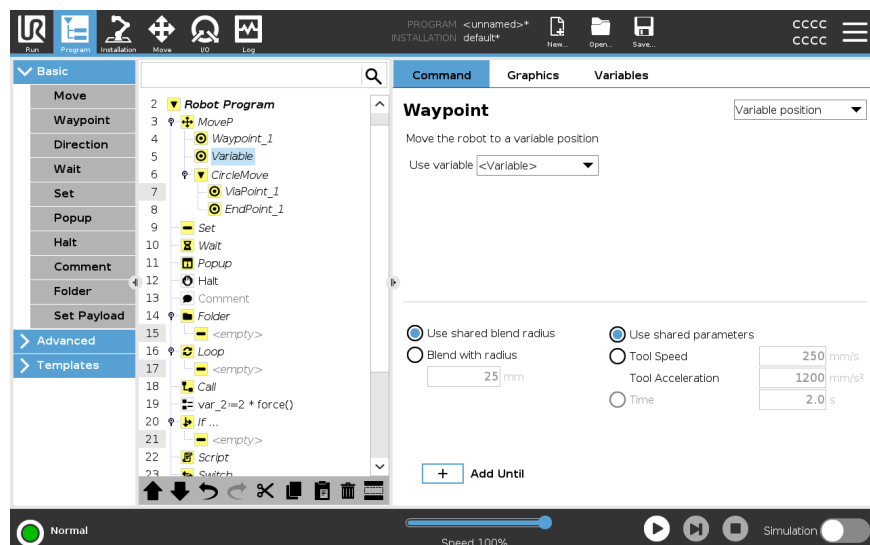 PROGRAM <unnamed>*
INSTALLATION default*
CCCC
CCCC
Run
Program
Installation
Move
I/O
Log
New...
Open...
Save...
Basic
Move
Waypoint
Direction
Wait
Set
Popup
Halt
Comment
Folder
Set Payload
Advanced
Templates
2 Robot Program
3 MoveP
4 Waypoint_1
5 Variable
6 CircleMove
7 ViaPoint_1
8 EndPoint_1
9 Set
10 Wait
11 Popup
12 Halt
13 Comment
14 Folder
15 <empty>
16 Loop
17 <empty>
18 Call
19 var_2:=2 * force()
20 If ...
21 <empty>
22 Script
23 Switch
Command Graphics Variables
Waypoint
Variable position
Move the robot to a variable position
Use variable <Variable>
Use shared blend radius
Blend with radius
25 mm
Use shared parameters
Tool Speed 250 mm/s
Tool Acceleration 1200 mm/s²
Time 2.0 s
+ Add Until
Normal
Speed 100%
Simulation